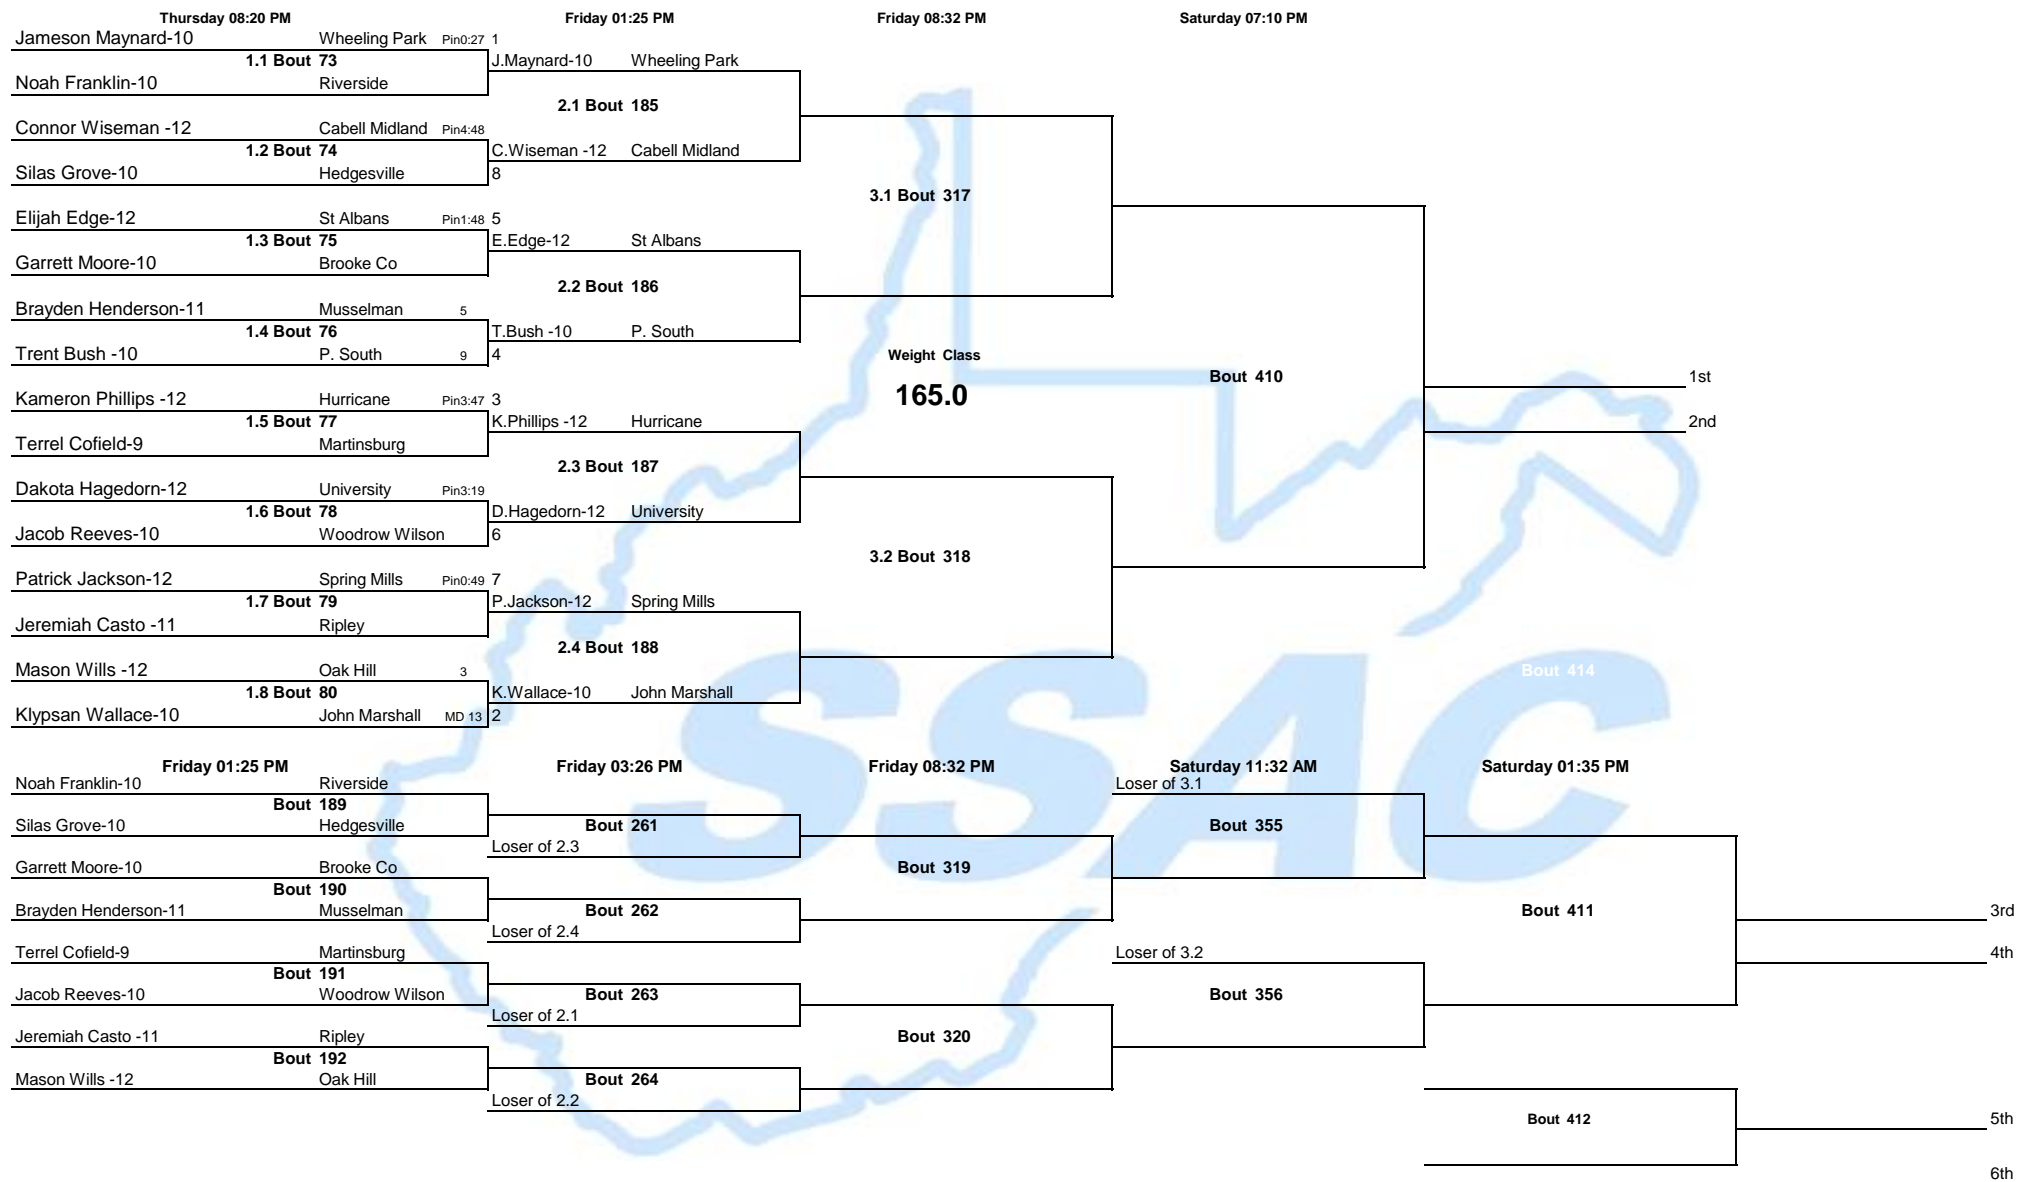 Thursday 08:20 PM Friday 01:25 PM Friday 08:32 PM Saturday 07:10 PM
Jameson Maynard-10 Wheeling Park Pin0:27 1
1.1 Bout 73 J.Maynard-10 Wheeling Park
Noah Franklin-10 Riverside
2.1 Bout 185
Connor Wiseman -12 Cabell Midland Pin4:48
1.2 Bout 74 C.Wiseman -12 Cabell Midland
Silas Grove-10 Hedgesville 8
3.1 Bout 317
Elijah Edge-12 St Albans Pin1:48 5
1.3 Bout 75 E.Edge-12 St Albans
Garrett Moore-10 Brooke Co
2.2 Bout 186
Brayden Henderson-11 Musselman 5
1.4 Bout 76 T.Bush -10 P. South
Trent Bush -10 P. South 9 4
Weight Class
Bout 410 1st
165.0
Kameron Phillips -12 Hurricane Pin3:47 3
1.5 Bout 77 K.Phillips -12 Hurricane 2nd
Terrel Cofield-9 Martinsburg
2.3 Bout 187
Dakota Hagedorn-12 University Pin3:19
1.6 Bout 78 D.Hagedorn-12 University
Jacob Reeves-10 Woodrow Wilson 6
3.2 Bout 318
Patrick Jackson-12 Spring Mills Pin0:49 7
1.7 Bout 79 P.Jackson-12 Spring Mills
Jeremiah Casto -11 Ripley
2.4 Bout 188
Mason Wills -12 Oak Hill 3 Bout 414
1.8 Bout 80 K.Wallace-10 John Marshall
Klypsan Wallace-10 John Marshall MD 13 2
SSAC
Friday 01:25 PM Friday 03:26 PM Friday 08:32 PM Saturday 11:32 AM Saturday 01:35 PM
Noah Franklin-10 Riverside Loser of 3.1
Bout 189
Silas Grove-10 Hedgesville Bout 261 Bout 355
Loser of 2.3
Garrett Moore-10 Brooke Co Bout 319
Bout 190
Brayden Henderson-11 Musselman Bout 262 Bout 411 3rd
Loser of 2.4
Terrel Cofield-9 Martinsburg Loser of 3.2 4th
Bout 191
Jacob Reeves-10 Woodrow Wilson Bout 263 Bout 356
Loser of 2.1
Jeremiah Casto -11 Ripley Bout 320
Bout 192
Mason Wills -12 Oak Hill Bout 264
Loser of 2.2
Bout 412 5th
6th